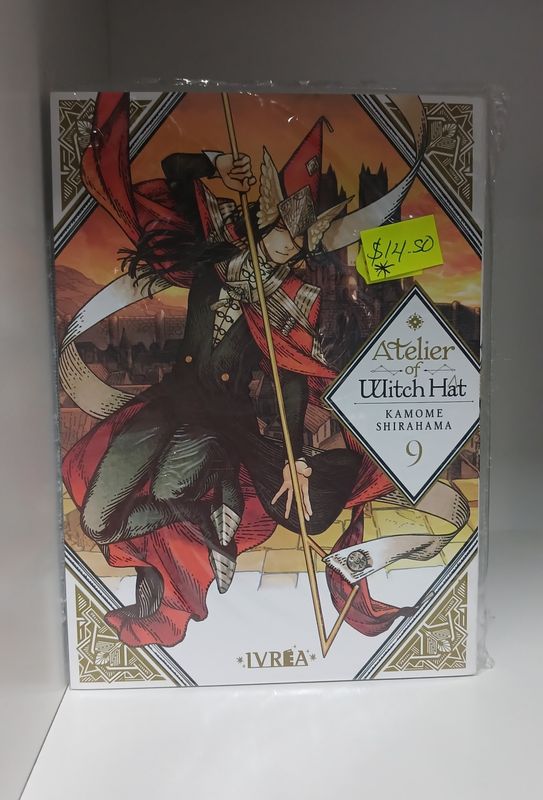 $14.50
*
Atelier
of
Witch Hat
KAMOME
SHIRAHAMA
9
*IVREA*